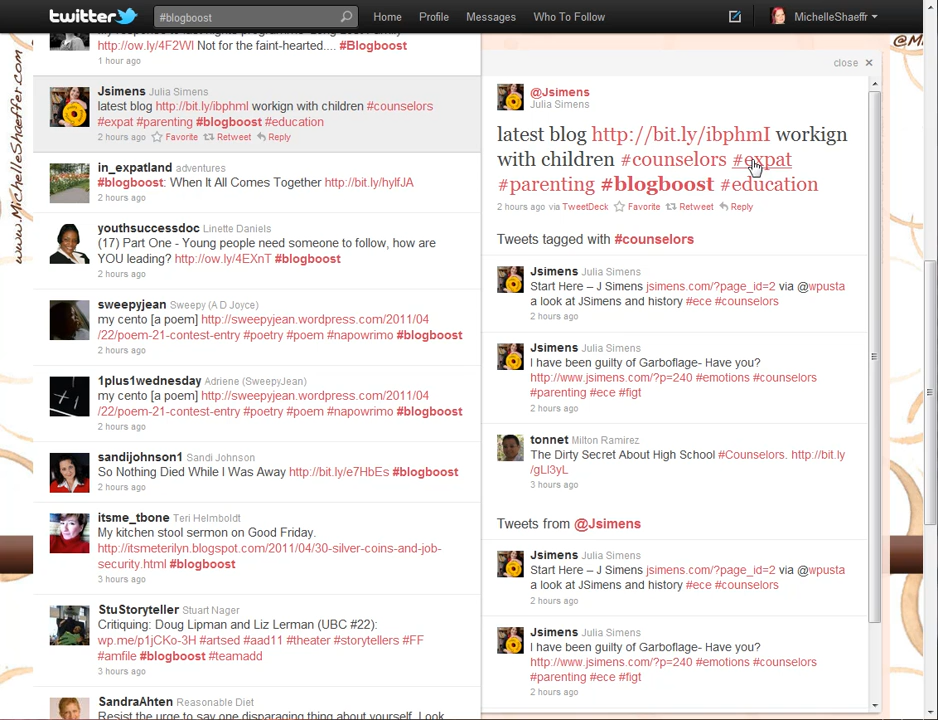 twitter
#blogboost
Home Profile Messages Who To Follow
MichelleShaeffr
www.MichelleShaeffer.com
@Mi
http://ow.ly/4F2WI Not for the faint-hearted.... #Blogboost
1 hour ago
Jsimens Julia Simens
latest blog http://bit.ly/ibphmI workign with children #counselors
#expat #parenting #blogboost #education
2 hours ago Favorite Retweet Reply
in_expatland adventures
#blogboost: When It All Comes Together http://bit.ly/hylfJA
2 hours ago
youthsuccessdoc Linette Daniels
(17) Part One - Young people need someone to follow, how are
YOU leading? http://ow.ly/4EXnT #blogboost
2 hours ago
sweepyjean Sweepy (A D Joyce)
my cento [a poem] http://sweepyjean.wordpress.com/2011/04
/22/poem-21-contest-entry #poetry #poem #napowrimo #blogboost
2 hours ago
1plus1wednesday Adriene (SweepyJean)
my cento [a poem] http://sweepyjean.wordpress.com/2011/04
/22/poem-21-contest-entry #poetry #poem #napowrimo #blogboost
2 hours ago
sandijohnson1 Sandi Johnson
So Nothing Died While I Was Away http://bit.ly/e7HbEs #blogboost
2 hours ago
itsme_tbone Teri Helmboldt
My kitchen stool sermon on Good Friday.
http://itsmeterilyn.blogspot.com/2011/04/30-silver-coins-and-job-
security.html #blogboost
3 hours ago
StuStoryteller Stuart Nager
Critiquing: Doug Lipman and Liz Lerman (UBC #22):
wp.me/p1jCKo-3H #artsed #aad11 #theater #storytellers #FF
#amfile #blogboost #teamadd
3 hours ago
SandraAhten Reasonable Diet
Resist the urge to say one disparaging thing about yourself. Look
close ×
@Jsimens
Julia Simens
latest blog http://bit.ly/ibphmI workign
with children #counselors #expat
#parenting #blogboost #education
2 hours ago via TweetDeck Favorite Retweet Reply
Tweets tagged with #counselors
Jsimens Julia Simens
Start Here – J Simens jsimens.com/?page_id=2 via @wpusta
a look at JSimens and history #ece #counselors
2 hours ago
Jsimens Julia Simens
I have been guilty of Garboflage- Have you?
http://www.jsimens.com/?p=240 #emotions #counselors
#parenting #ece #figt
2 hours ago
tonnet Milton Ramirez
The Dirty Secret About High School #Counselors. http://bit.ly
/gLl3yL
3 hours ago
Tweets from @Jsimens
Jsimens Julia Simens
Start Here – J Simens jsimens.com/?page_id=2 via @wpusta
a look at JSimens and history #ece #counselors
2 hours ago
Jsimens Julia Simens
I have been guilty of Garboflage- Have you?
http://www.jsimens.com/?p=240 #emotions #counselors
#parenting #ece #figt
2 hours ago